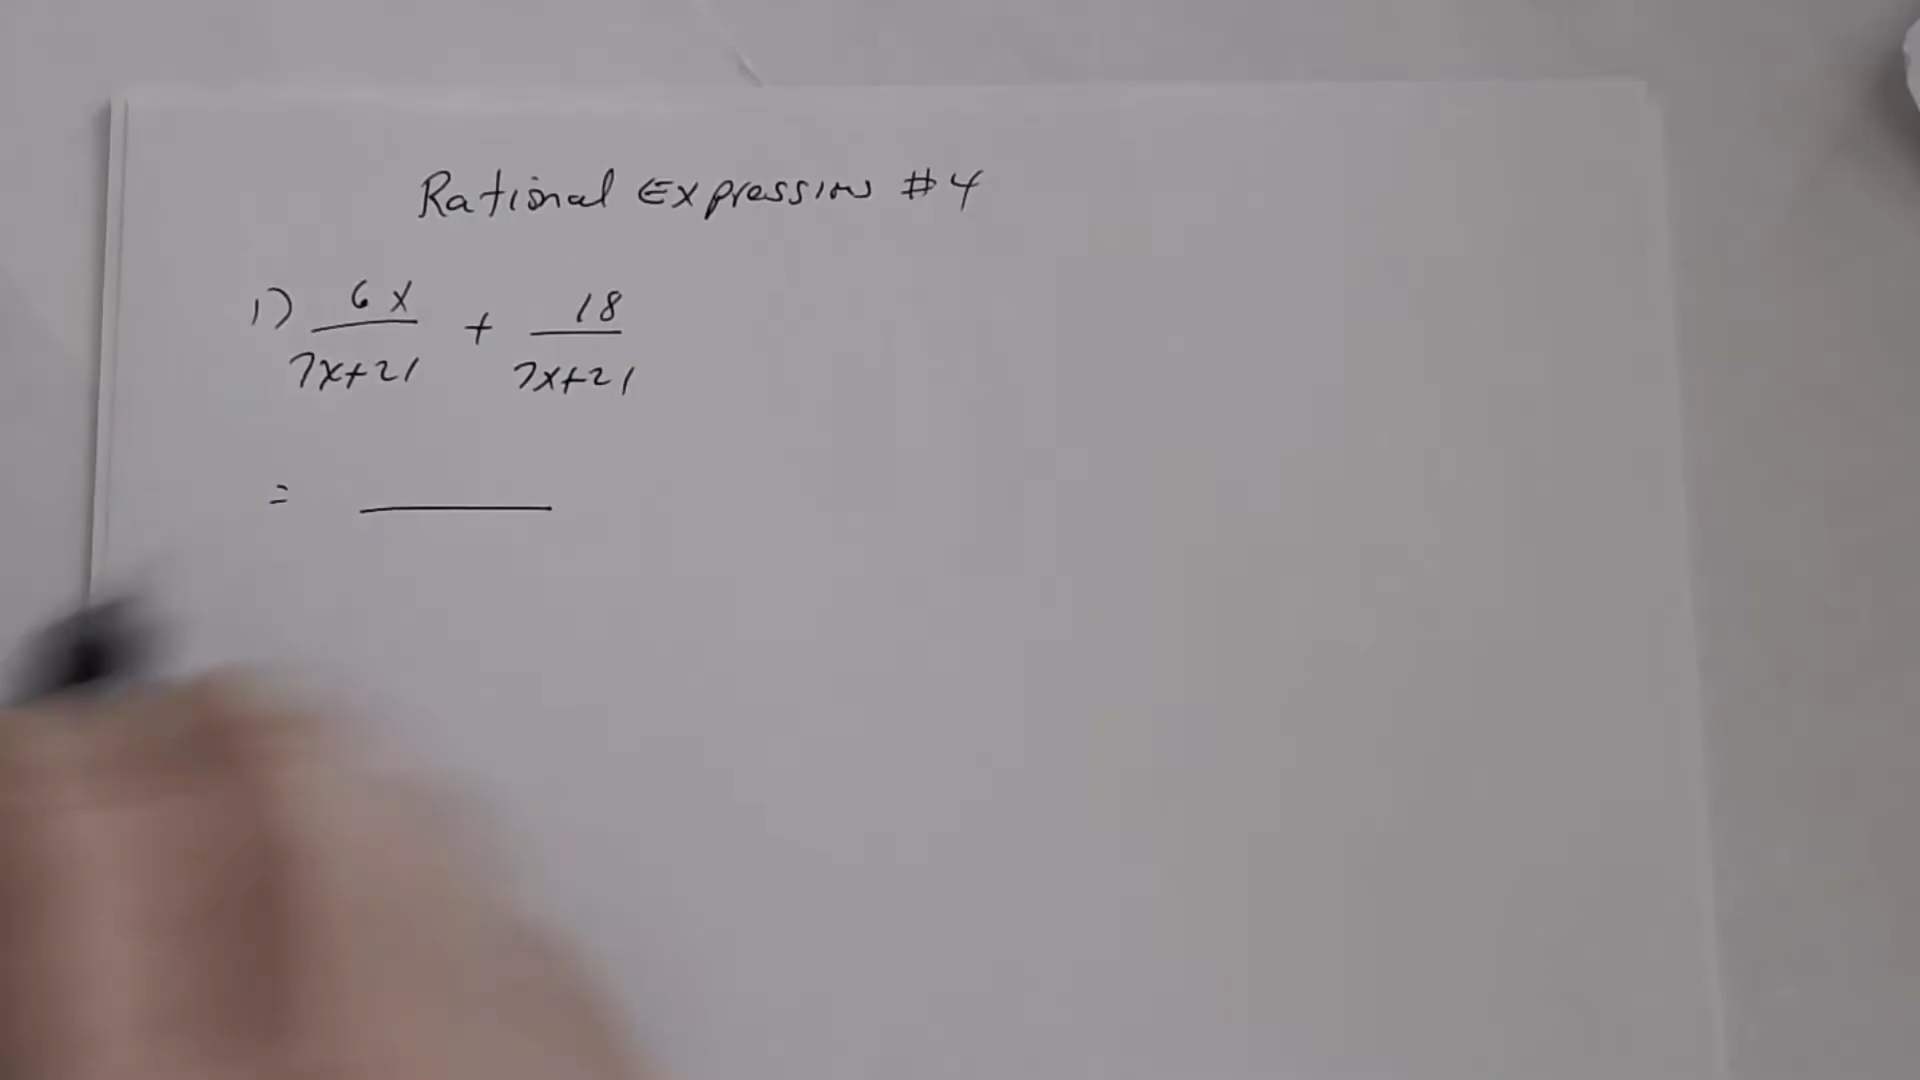 Rational Expression #4
1) 6x/7x+21 + 18/7x+21
=